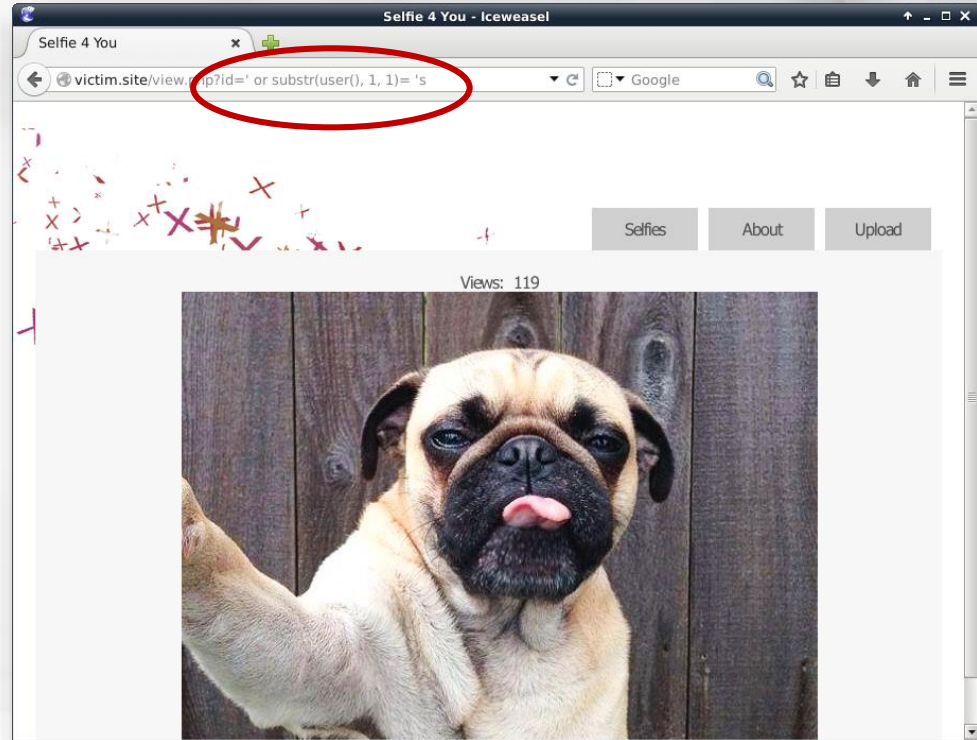 Selfie 4 You - Iceweasel
Selfie 4 You
victim.site/view.php?id=' or substr(user(), 1, 1)= 's
Google
Selfies
About
Upload
Views: 119